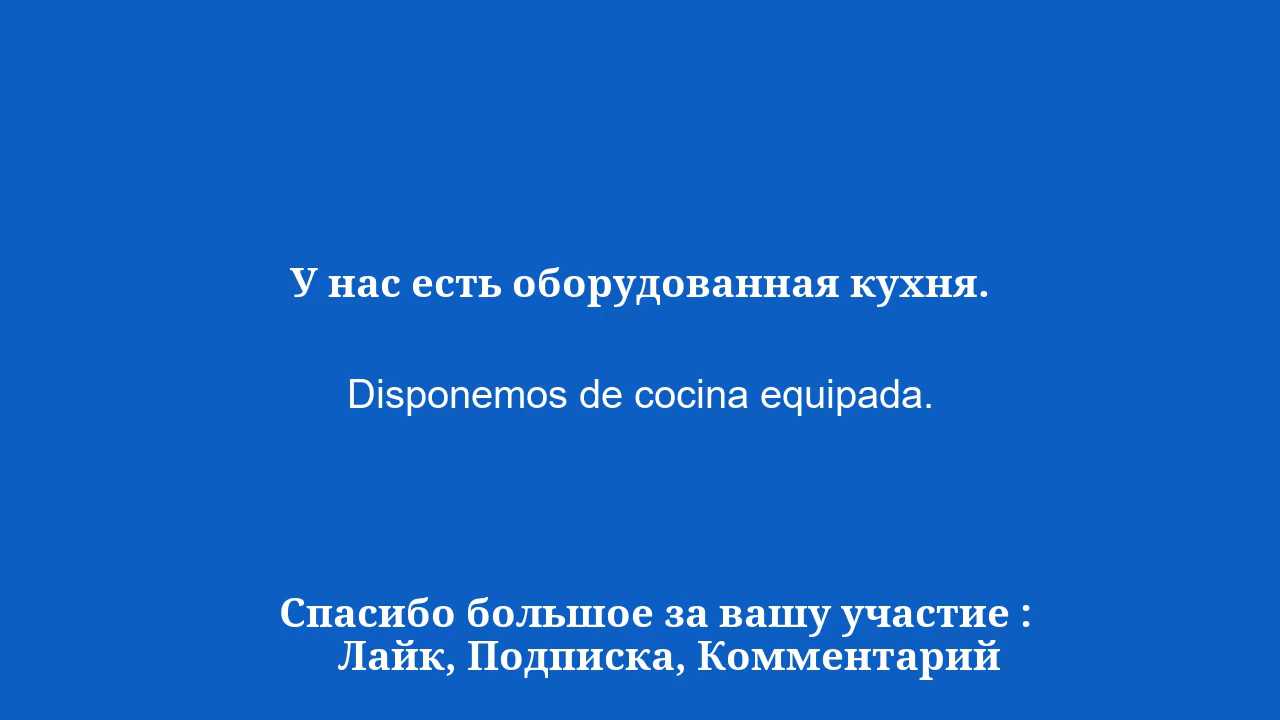 У нас есть оборудованная кухня.
Disponemos de cocina equipada.
Спасибо большое за вашу участие :
Лайк, Подписка, Комментарий